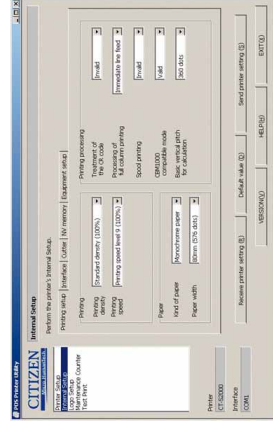 POS Printer Utility
CITIZEN
Internal Setup
Perform the printer's Internal Setup.
Printer Setup
Internal Setup
Logo Setup
Maintenance Counter
Test Print
Printer
CT-S2000
Interface
COM1
Printing setup | Interface | Cutter | NV memory | Equipment setup
Printing
Printing density
Standard density (100%)
Printing speed
Printing speed level 9 (100%)
Paper
Kind of paper
Monochrome paper
Paper width
80mm (576 dots)
Printing processing
Treatment of the CR code
Invalid
Processing of full column printing
Immediate line feed
Spool printing
Invalid
CBM1000 compatible mode
Valid
Basic vertical pitch for calculation
360 dots
Receive printer setting (R)
Default value (D)
Send printer setting (S)
VERSION(V)
HELP(H)
EXIT(X)